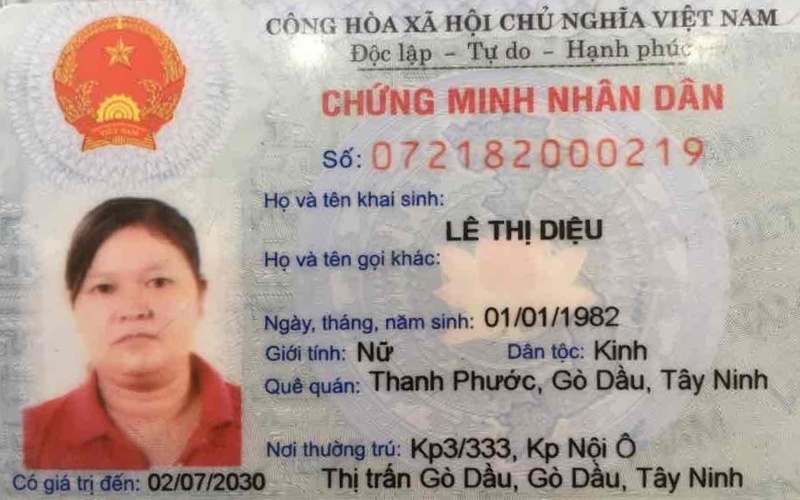 CỘNG HÒA XÃ HỘI CHỦ NGHĨA VIỆT NAM
Độc lập - Tự do - Hạnh phúc
CHỨNG MINH NHÂN DÂN
Số: 072182000219
Họ và tên khai sinh:
LÊ THỊ DIỆU
Họ và tên gọi khác:
Ngày, tháng, năm sinh: 01/01/1982
Giới tính: Nữ Dân tộc: Kinh
Quê quán: Thanh Phước, Gò Dầu, Tây Ninh
Nơi thường trú: Kp3/333, Kp Nội Ô
Thị trấn Gò Dầu, Gò Dầu, Tây Ninh
Có giá trị đến: 02/07/2030
VIỆT NAM